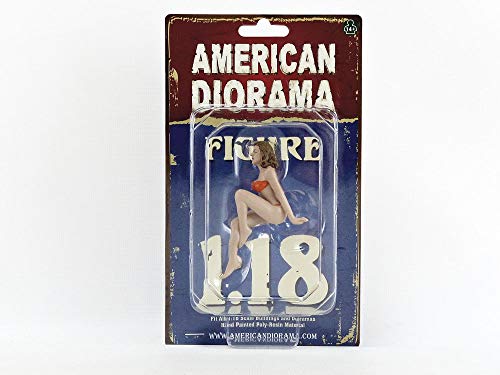 14+
AMERICAN
DIORAMA
FIGURE
1:18
Fit All 1:18 Scale Buildings and Dioramas
Hand Painted Poly-Resin Material
WWW.AMERICANDIORAMA.COM